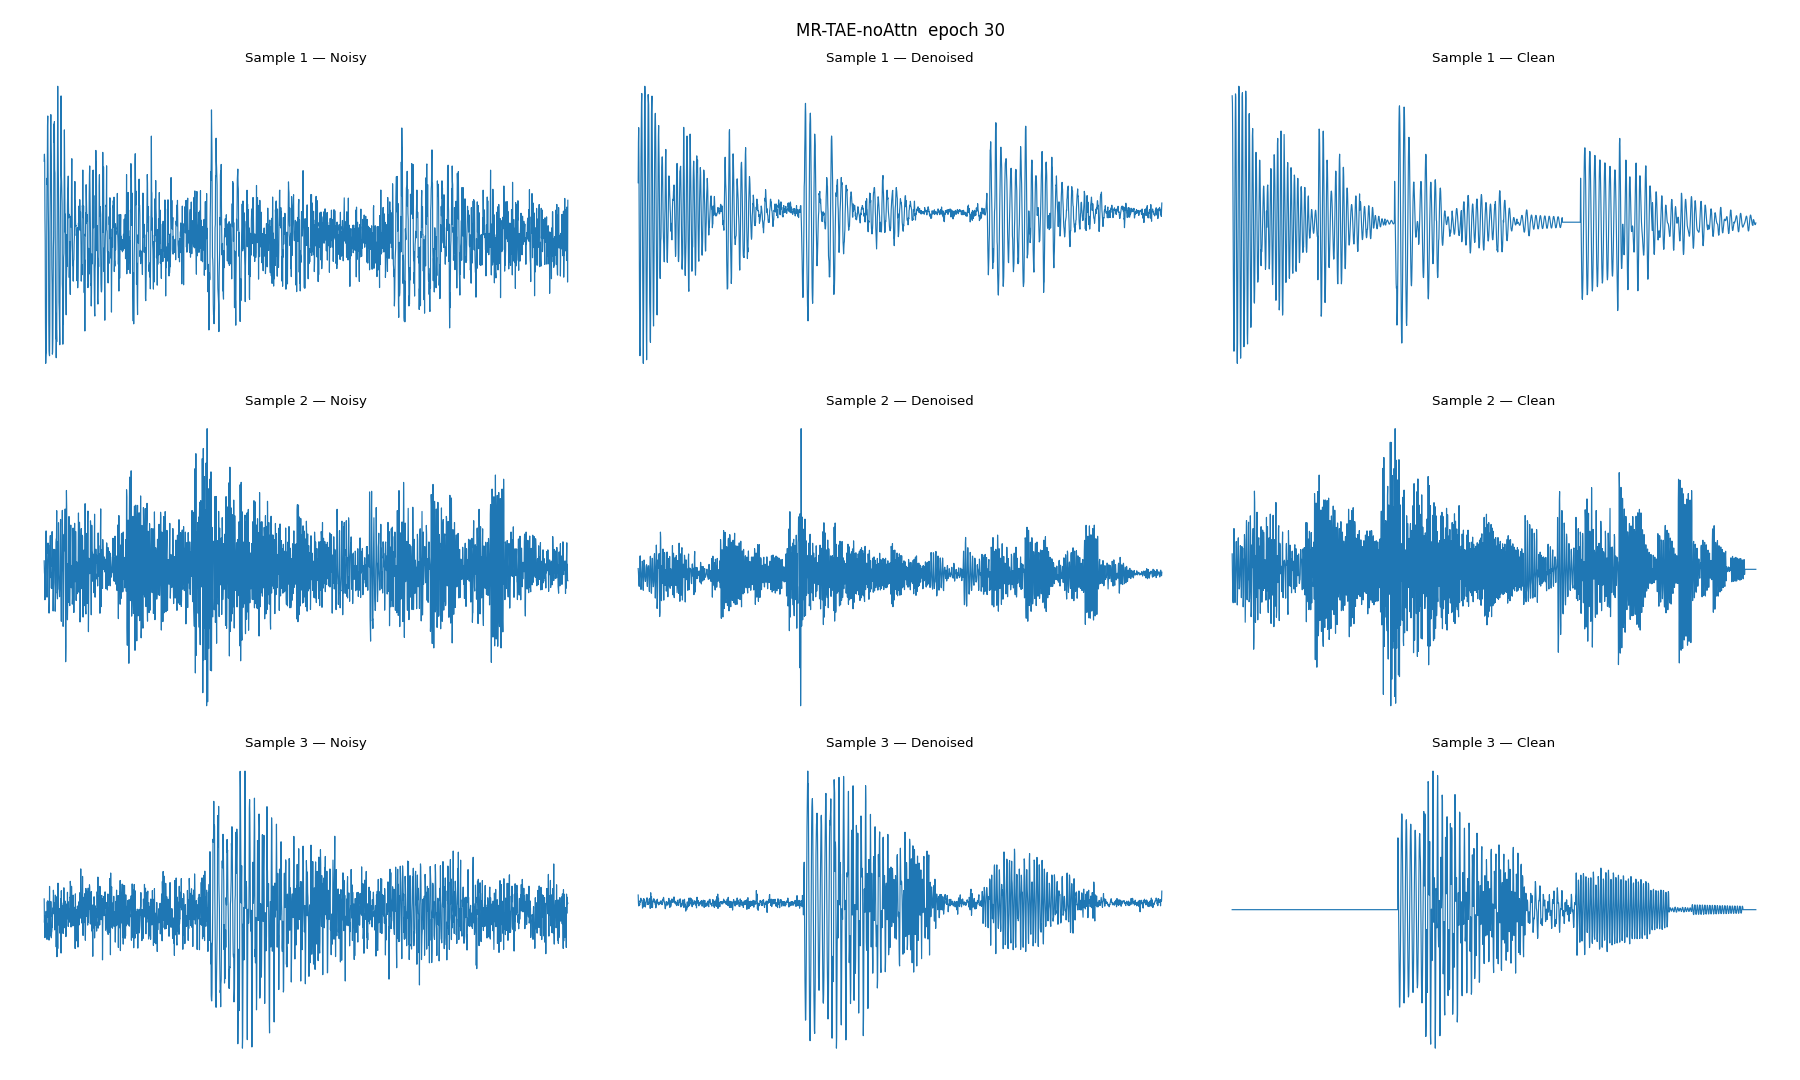 MR-TAE-noAttn  epoch 30
Sample 1 — Noisy
Sample 1 — Denoised
Sample 1 — Clean
Sample 2 — Noisy
Sample 2 — Denoised
Sample 2 — Clean
Sample 3 — Noisy
Sample 3 — Denoised
Sample 3 — Clean